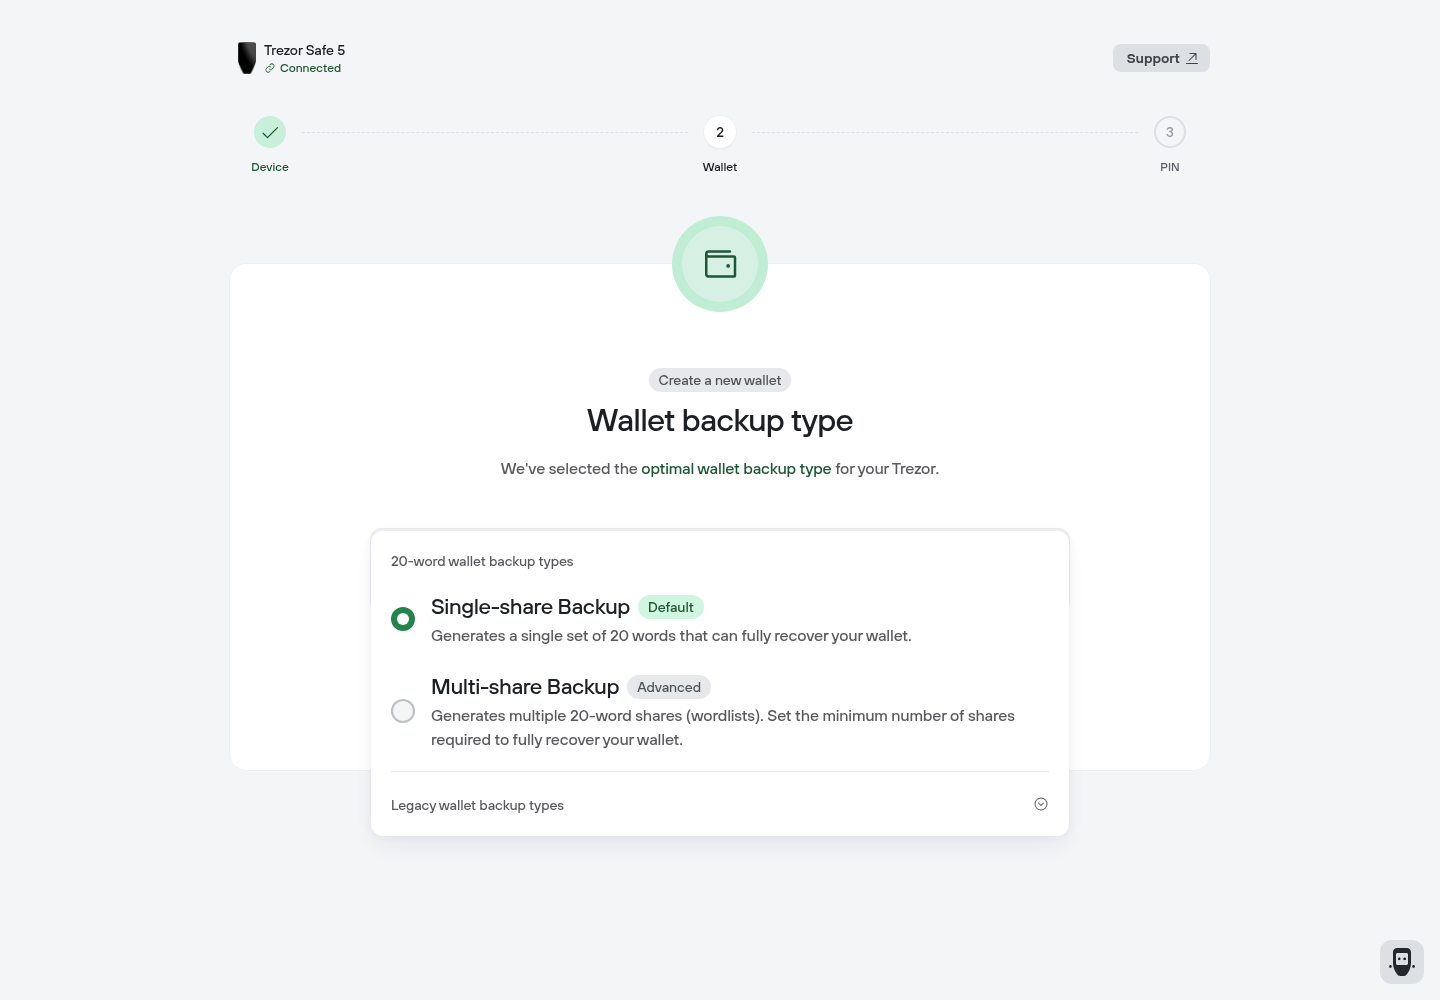 Trezor Safe 5
Connected
Support
2
3
Device
Wallet
PIN
Create a new wallet
Wallet backup type
We've selected the optimal wallet backup type for your Trezor.
20-word wallet backup types
Single-share Backup Default
Generates a single set of 20 words that can fully recover your wallet.
Multi-share Backup Advanced
Generates multiple 20-word shares (wordlists). Set the minimum number of shares
required to fully recover your wallet.
Legacy wallet backup types